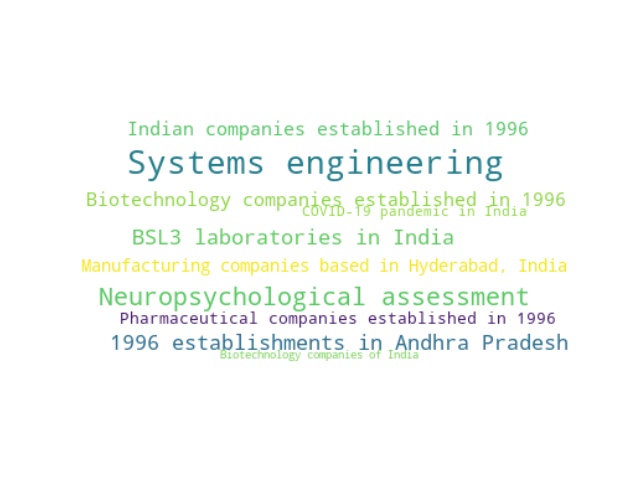 Indian companies established in 1996
Systems engineering
Biotechnology companies established in 1996
COVID-19 pandemic in India
BSL3 laboratories in India
Manufacturing companies based in Hyderabad, India
Neuropsychological assessment
Pharmaceutical companies established in 1996
1996 establishments in Andhra Pradesh
Biotechnology companies of India